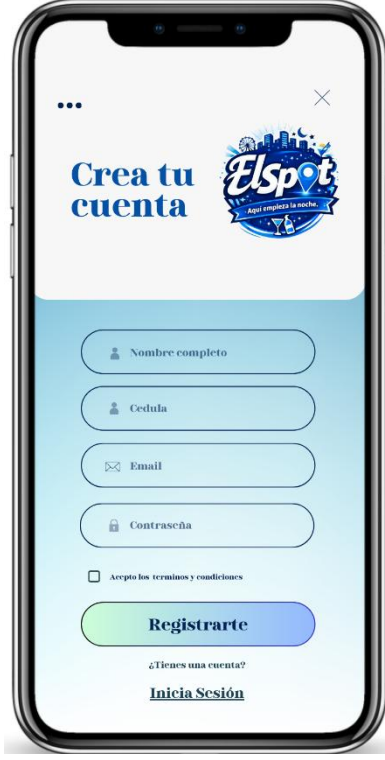 Crea tu
cuenta
ElSpot
Aquí empieza la noche.
Nombre completo
Cedula
Email
Contraseña
Acepto los terminos y condiciones
Registrarte
¿Tienes una cuenta?
Inicia Sesión